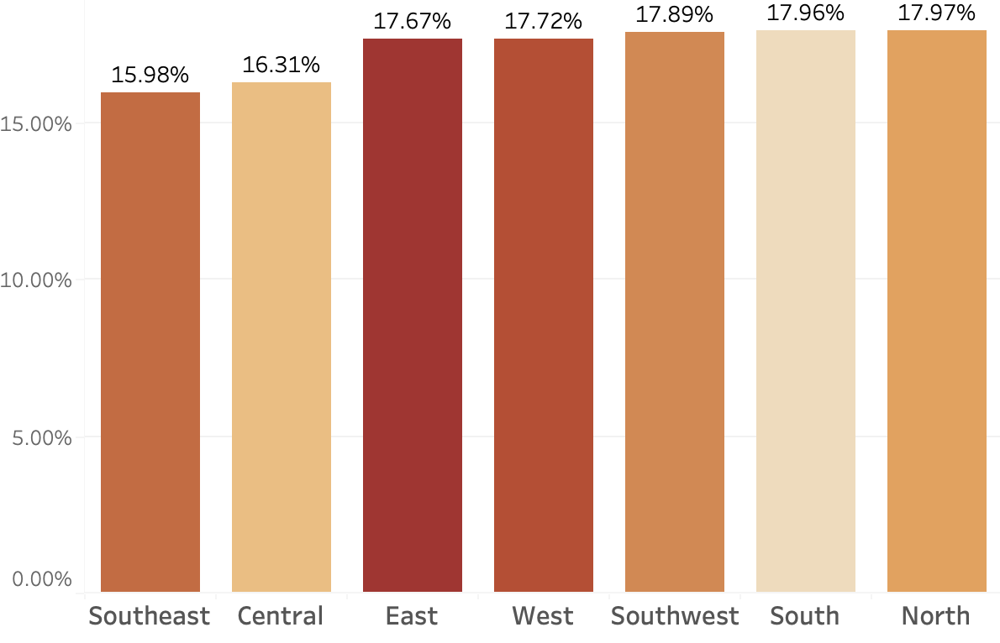 17.97%
17.96%
17.89%
17.72%
17.67%
16.31%
15.98%
15.00%
10.00%
5.00%
0.00%
Southeast
Central
East
West
Southwest
South
North